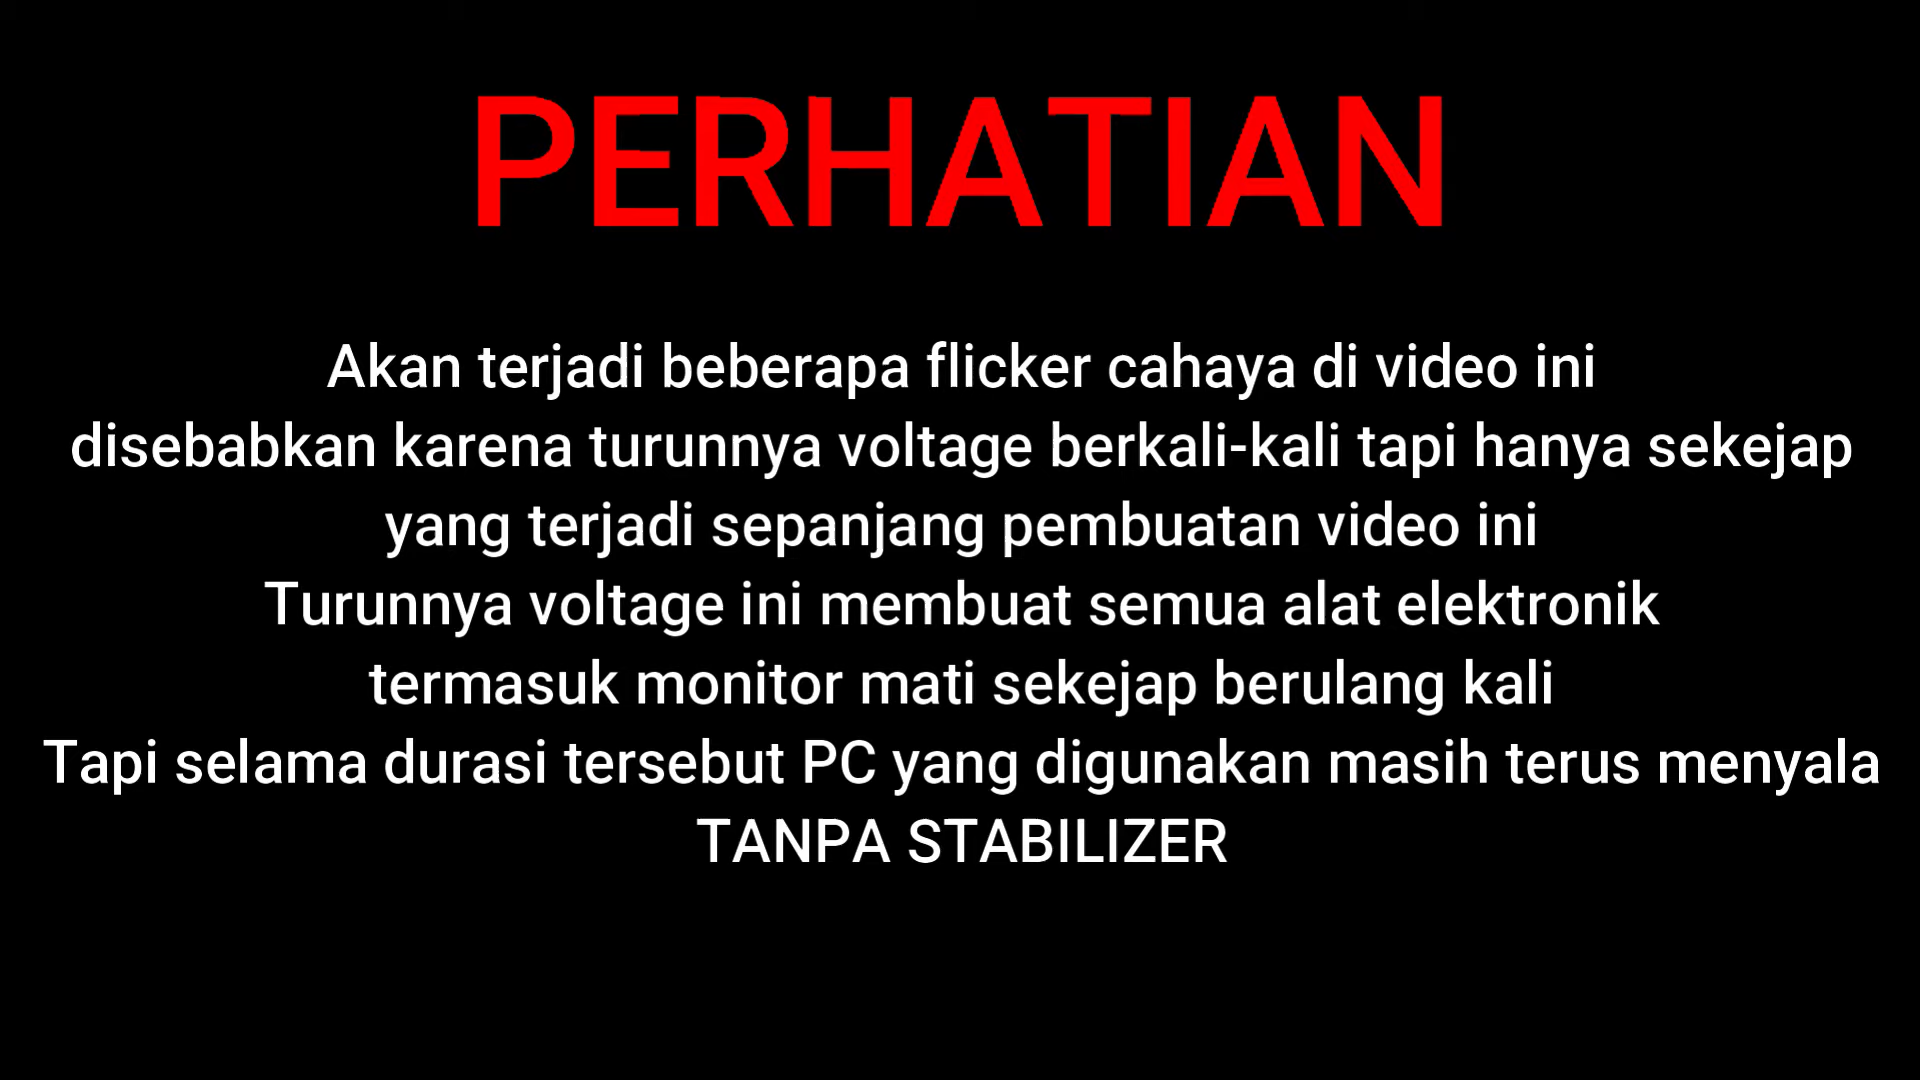 PERHATIAN
Akan terjadi beberapa flicker cahaya di video ini
disebabkan karena turunnya voltage berkali-kali tapi hanya sekejap
yang terjadi sepanjang pembuatan video ini
Turunnya voltage ini membuat semua alat elektronik
termasuk monitor mati sekejap berulang kali
Tapi selama durasi tersebut PC yang digunakan masih terus menyala
TANPA STABILIZER